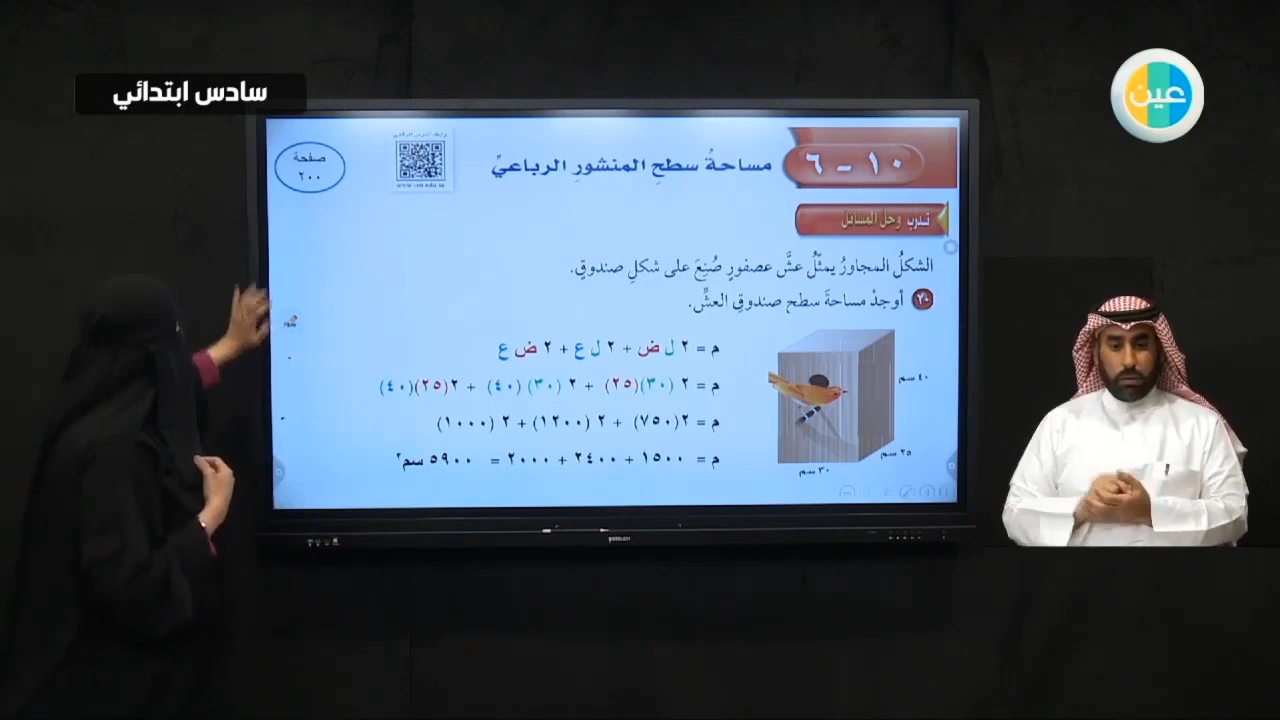 سادس ابتدائي
عين
١٠ - ٦
مساحةُ سطحِ المنشورِ الرباعيِّ
صفحة
٢٠٠
تدرب وحل المسائل
الشكلُ المجاورُ يمثّلُ عشَّ عصفورٍ صُنِعَ على شكلِ صندوقٍ.
٢٠ أوجدْ مساحةَ سطح صندوقِ العشِّ.
م = ٢ ل ض + ٢ ل ع + ٢ ض ع
م = ٢ (٣٠)(٢٥) + ٢ (٣٠)(٤٠) + ٢(٢٥)(٤٠)
م = ٢(٧٥٠) + ٢ (١٢٠٠) + ٢ (١٠٠٠)
م = ١٥٠٠ + ٢٤٠٠ + ٢٠٠٠ = ٥٩٠٠ سم٢
٤٠ سم
٢٥ سم
٣٠ سم